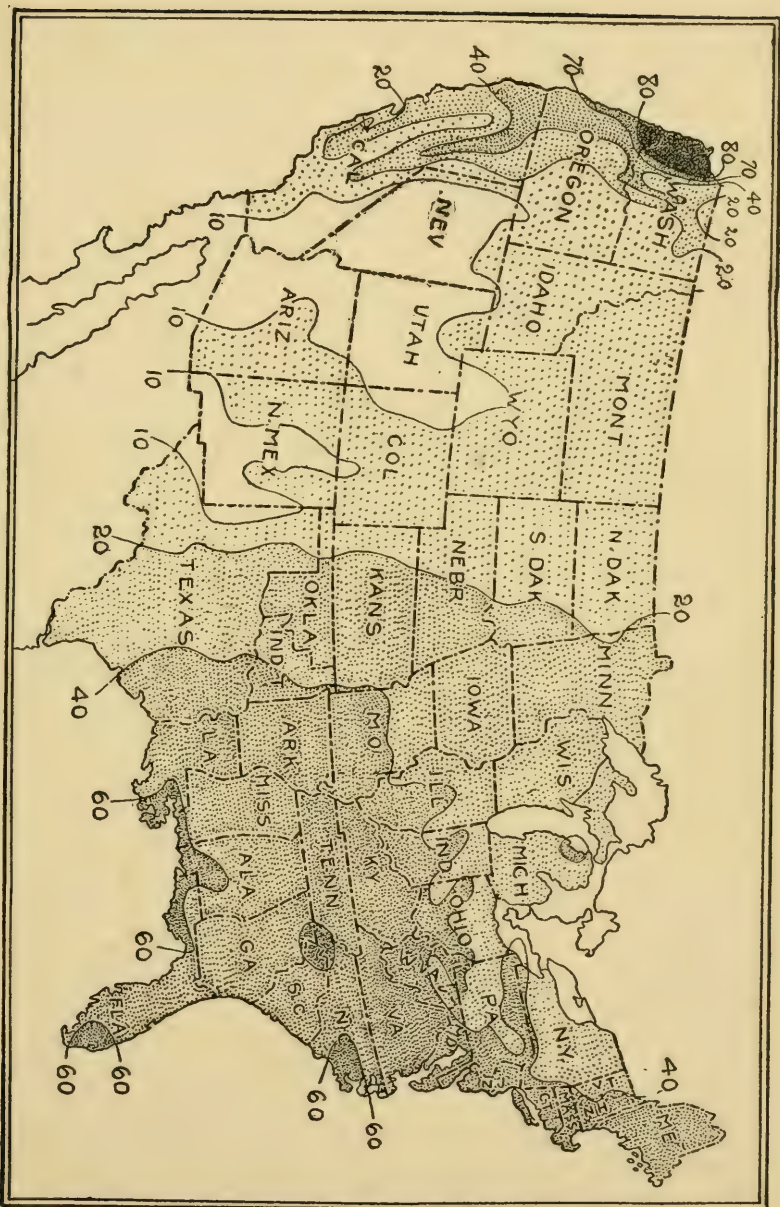 80
70
40
20
20
20
80
70
40
20
10
10
10
10
20
40
60
60
60
60
60
60
40
20
WASH
OREGON
CAL
NEV
IDAHO
MONT
WYO
UTAH
ARIZ
COL
N.MEX
N.DAK
S DAK
NEBR
KANS
OKLA
IND T
TEXAS
MINN
IOWA
MO
ARK
LA
WIS
ILL
MICH
IND
OHIO
KY
TENN
MISS
ALA
GA
FLA
S.C.
N
VA
W
VA
MD
PA
N.Y
N
J
CT
MASS
VT
N
H
ME